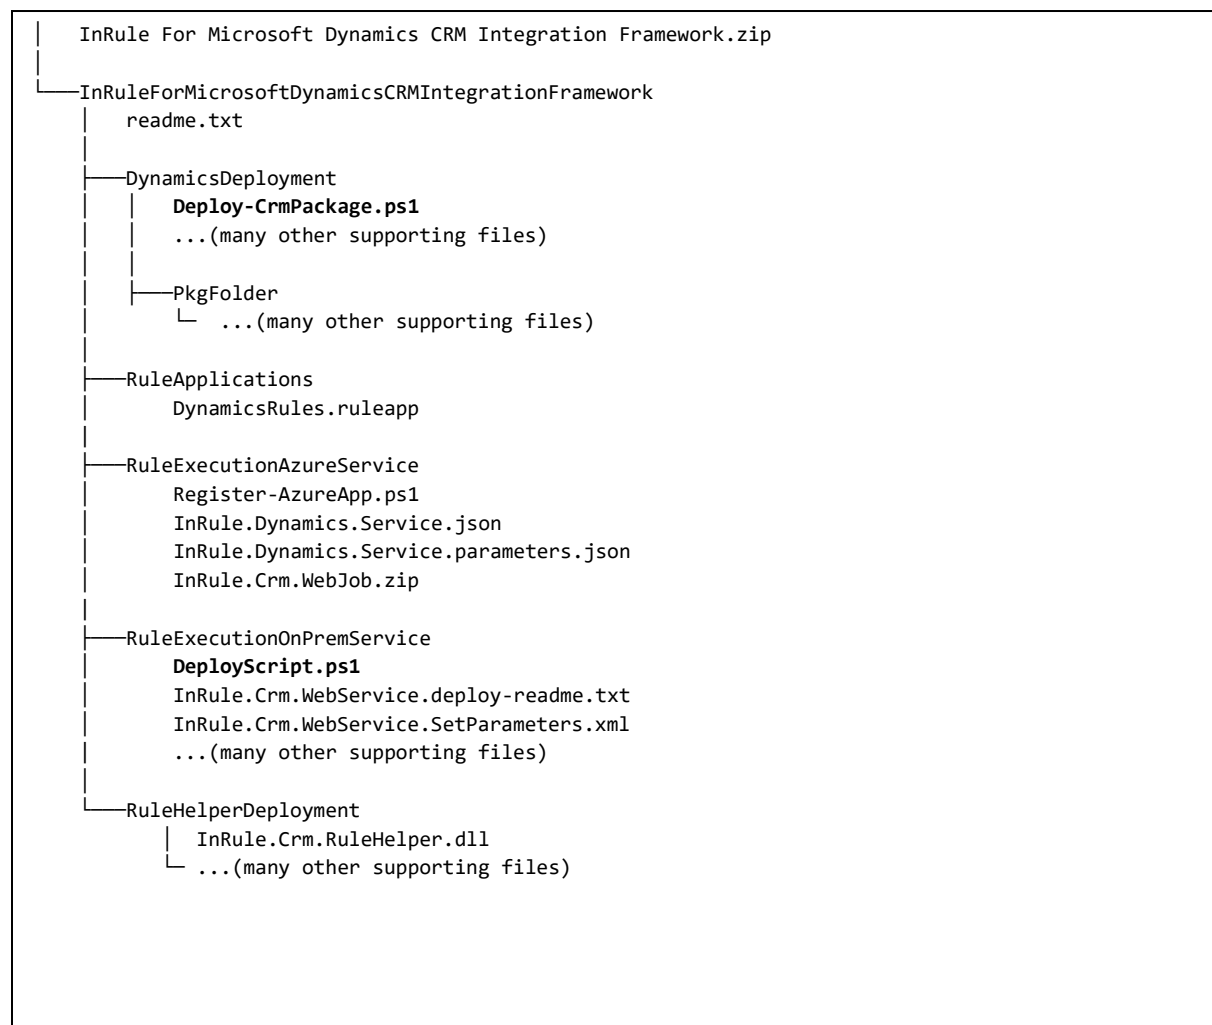 InRule For Microsoft Dynamics CRM Integration Framework.zip
InRuleForMicrosoftDynamicsCRMIntegrationFramework
readme.txt
DynamicsDeployment
Deploy-CrmPackage.ps1
...(many other supporting files)
PkgFolder
...(many other supporting files)
RuleApplications
DynamicsRules.ruleapp
RuleExecutionAzureService
Register-AzureApp.ps1
InRule.Dynamics.Service.json
InRule.Dynamics.Service.parameters.json
InRule.Crm.WebJob.zip
RuleExecutionOnPremService
DeployScript.ps1
InRule.Crm.WebService.deploy-readme.txt
InRule.Crm.WebService.SetParameters.xml
...(many other supporting files)
RuleHelperDeployment
InRule.Crm.RuleHelper.dll
...(many other supporting files)